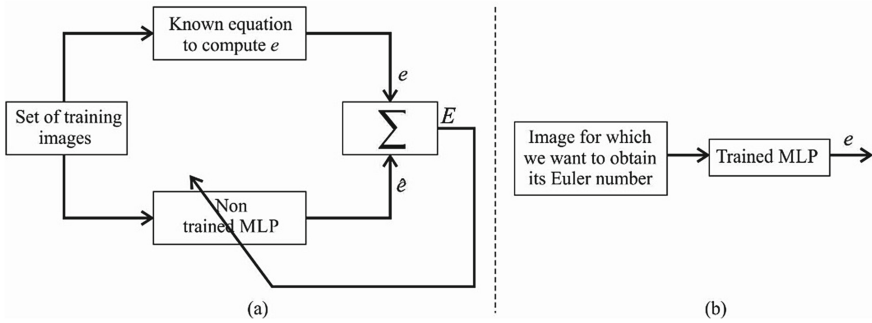 Known equation
to compute e
e
Set of training
images
∑
E
ê
Non
trained MLP
(a)
Image for which
we want to obtain
its Euler number
Trained MLP
e
(b)